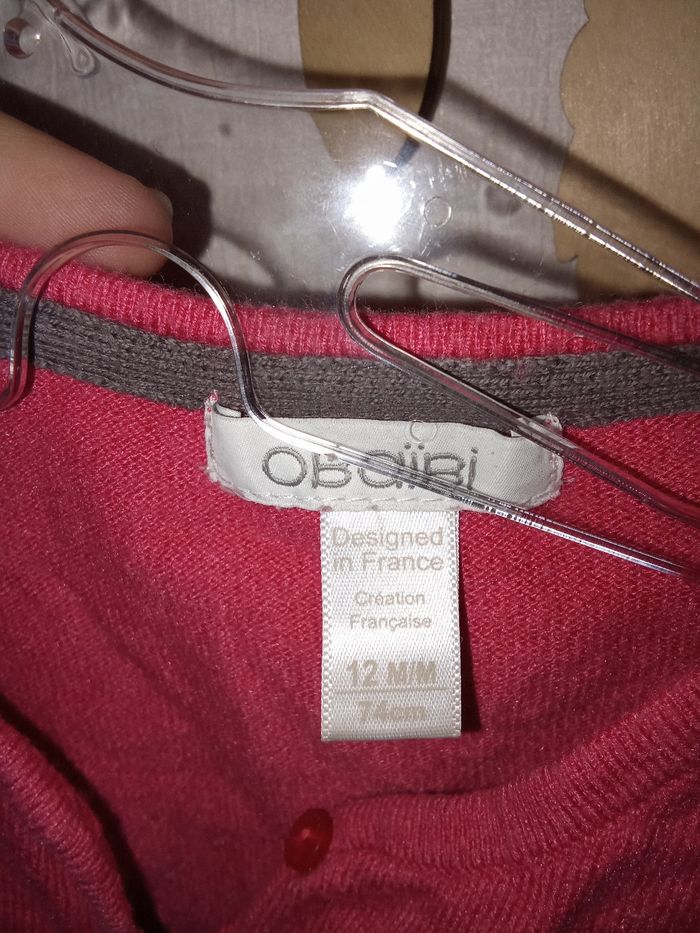 OBaïBi
Designed
in France
Création
Française
12 M/M
74cm